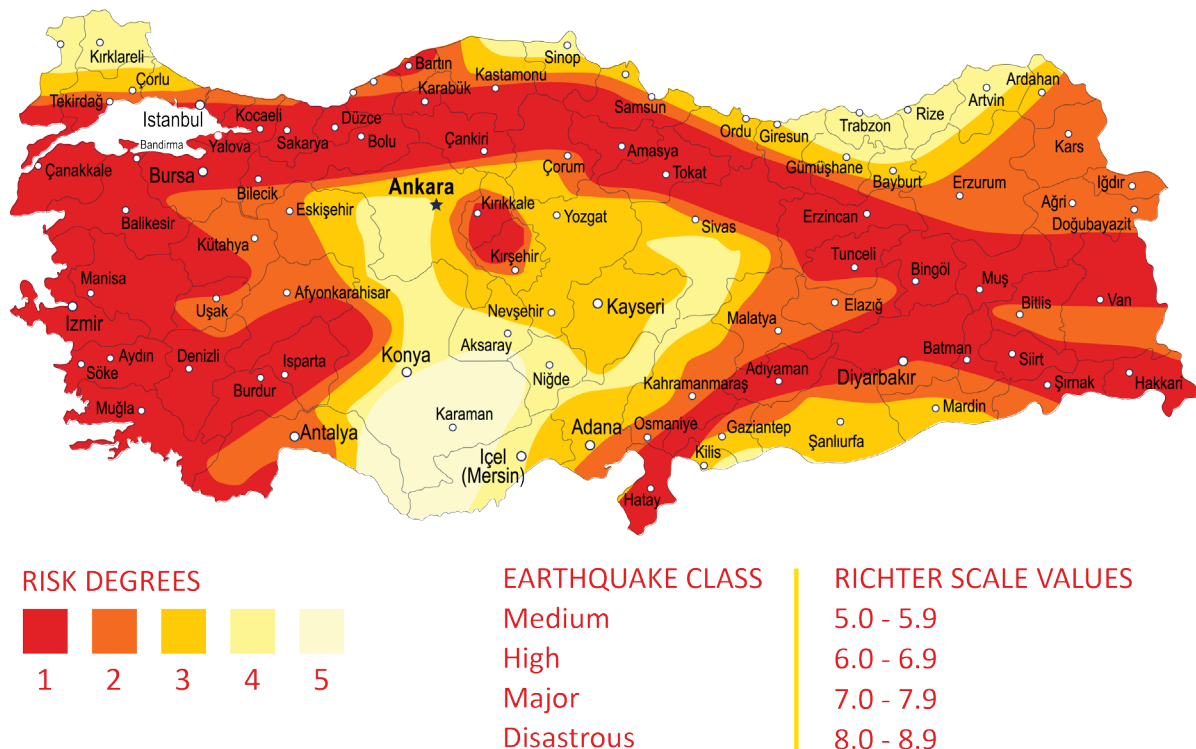 Kırklareli
Çorlu
Tekirdağ
Istanbul
Kocaeli
Düzce
Bartın
Karabük
Kastamonu
Sinop
Samsun
Ordu
Giresun
Trabzon
Rize
Artvin
Ardahan
Kars
Iğdır
Ağri
Doğubayazit
Erzurum
Bayburt
Gümüşhane
Bandirma
Yalova
Sakarya
Bolu
Çankiri
Çorum
Amasya
Tokat
Çanakkale
Bursa
Bilecik
Ankara
Kırıkkale
Yozgat
Sivas
Erzincan
Balikesir
Eskişehir
Kütahya
Kırşehir
Tunceli
Bingöl
Muş
Bitlis
Van
Manisa
Izmir
Uşak
Afyonkarahisar
Nevşehir
Kayseri
Malatya
Elazığ
Aydın
Söke
Denizli
Isparta
Burdur
Konya
Aksaray
Niğde
Kahramanmaraş
Adıyaman
Diyarbakır
Batman
Siirt
Şırnak
Hakkari
Muğla
Antalya
Karaman
Içel
(Mersin)
Adana
Osmaniye
Gaziantep
Kilis
Şanlıurfa
Mardin
Hatay
RISK DEGREES
1 2 3 4 5
EARTHQUAKE CLASS RICHTER SCALE VALUES
Medium 5.0 - 5.9
High 6.0 - 6.9
Major 7.0 - 7.9
Disastrous 8.0 - 8.9